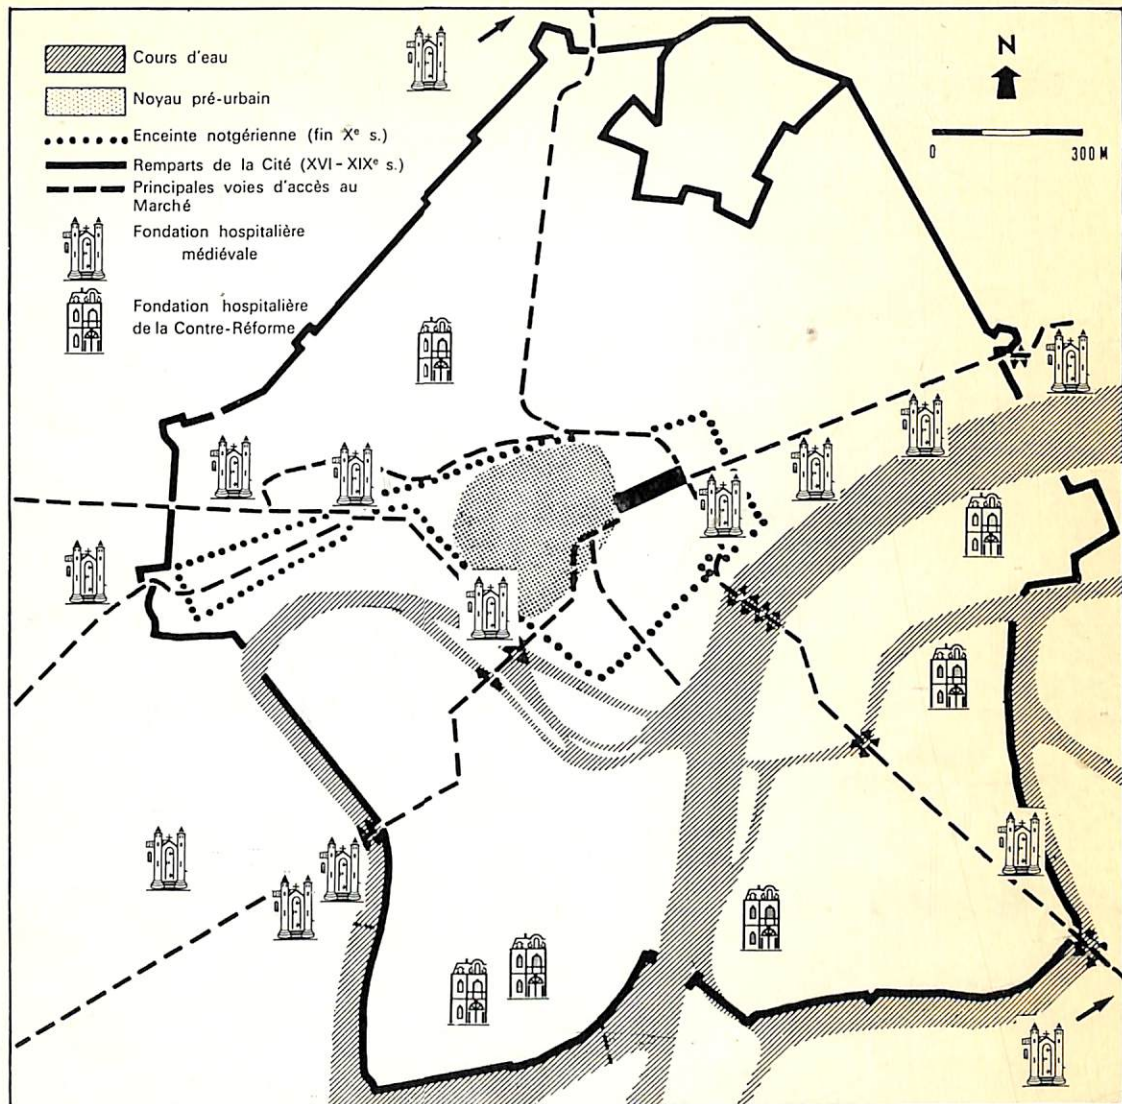 Cours d'eau
Noyau pré-urbain
Enceinte notgérienne (fin Xᵉ s.)
Remparts de la Cité (XVI-XIXᵉ s.)
Principales voies d'accès au
Marché
Fondation hospitalière
médiévale
Fondation hospitalière
de la Contre-Réforme
N
0 300 M